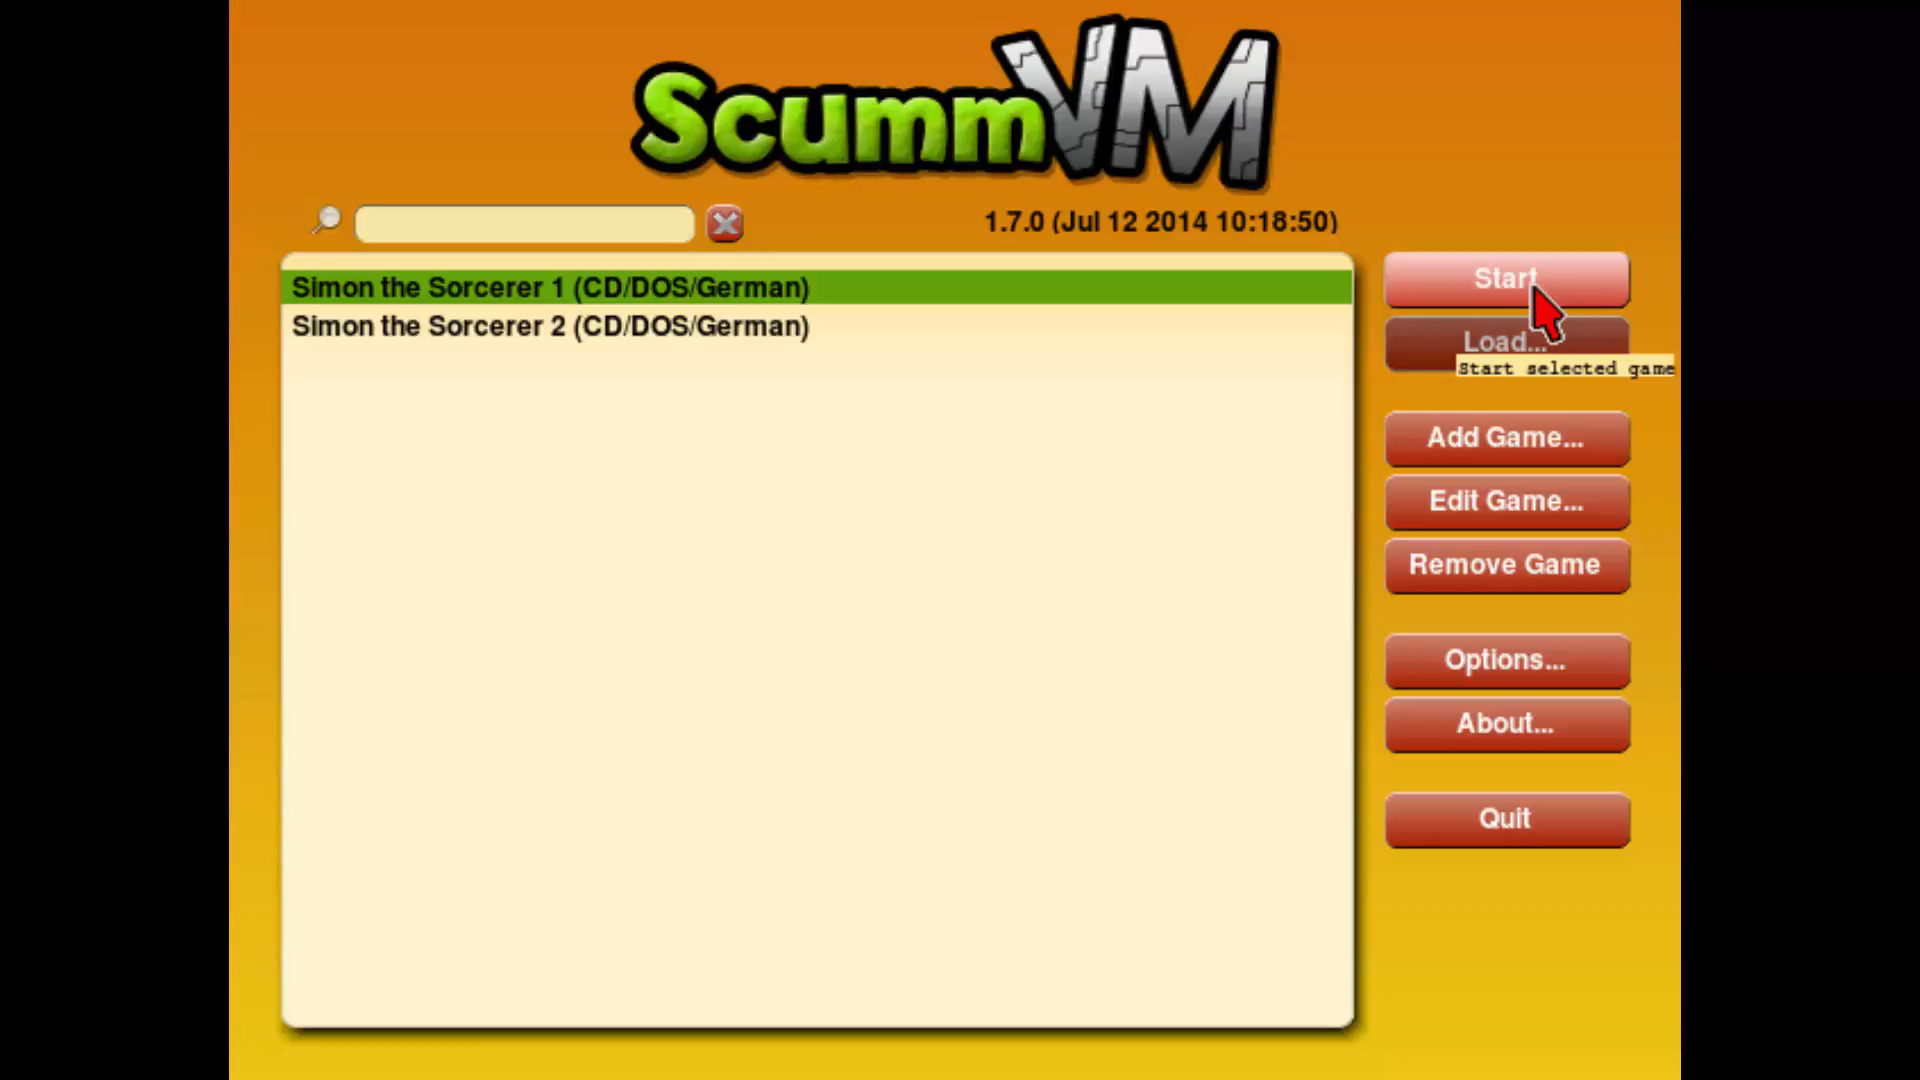 ScummVM
1.7.0 (Jul 12 2014 10:18:50)
Simon the Sorcerer 1 (CD/DOS/German)
Simon the Sorcerer 2 (CD/DOS/German)
Start
Load...
Start selected game
Add Game...
Edit Game...
Remove Game
Options...
About...
Quit